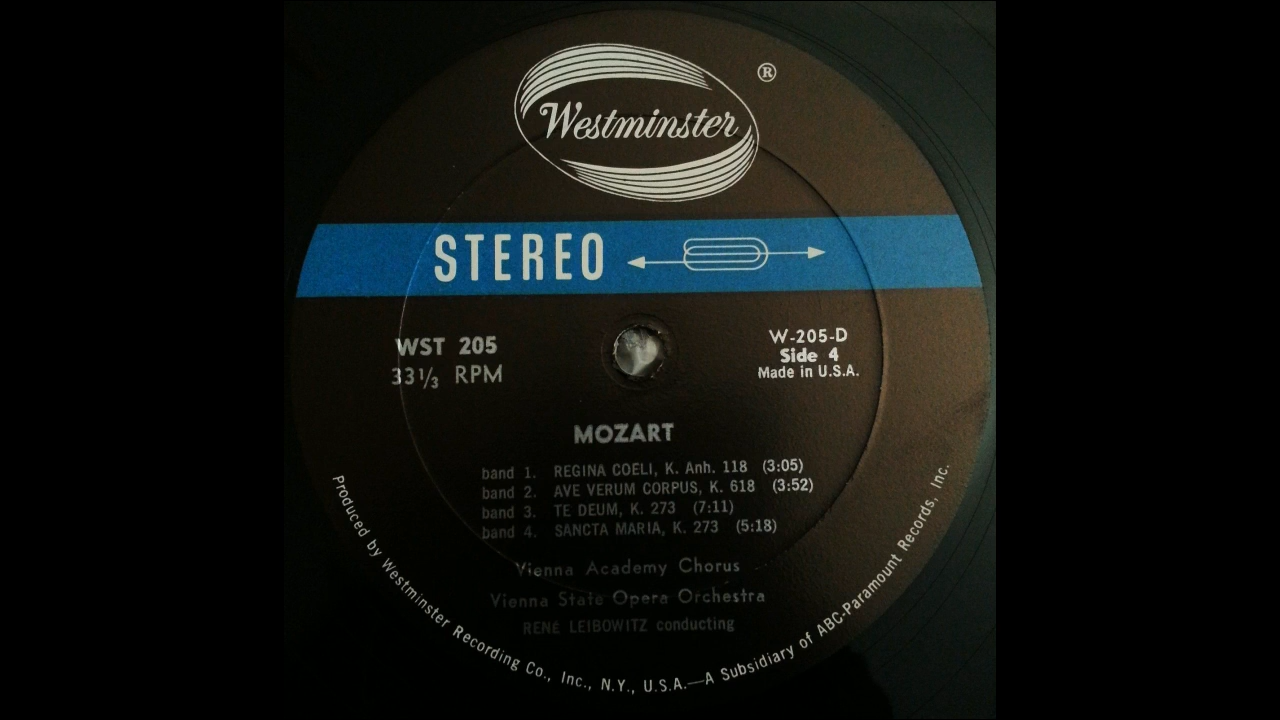 Westminster ®
STEREO
WST 205
33⅓ RPM
W-205-D
Side 4
Made in U.S.A.
MOZART
band 1. REGINA COELI, K. Anh. 118 (3:05)
band 2. AVE VERUM CORPUS, K. 618 (3:52)
band 3. TE DEUM, K. 273 (7:11)
band 4. SANCTA MARIA, K. 273 (5:18)
Vienna Academy Chorus
Vienna State Opera Orchestra
RENÉ LEIBOWITZ conducting
Produced by Westminster Recording Co., Inc., N.Y., U.S.A.—A Subsidiary of ABC-Paramount Records, Inc.